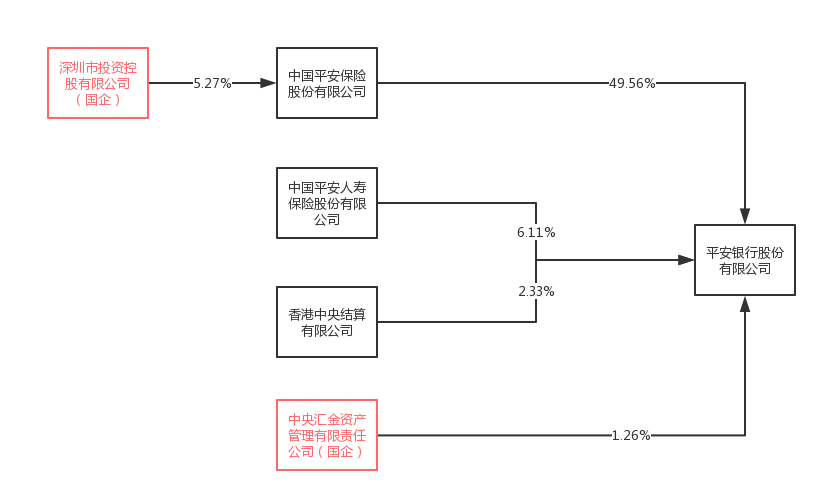 深圳市投资控
股有限公司
（国企）
5.27%
中国平安保险
股份有限公司
49.56%
中国平安人寿
保险股份有限
公司
6.11%
平安银行股份
有限公司
2.33%
香港中央结算
有限公司
中央汇金资产
管理有限责任
公司（国企）
1.26%